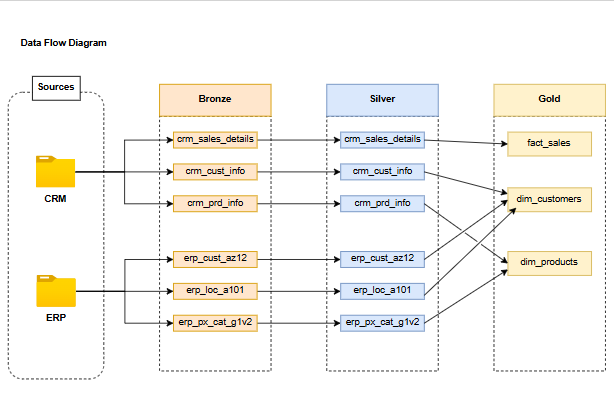 Data Flow Diagram
Sources
Bronze
Silver
Gold
crm_sales_details
crm_sales_details
fact_sales
crm_cust_info
crm_cust_info
CRM
dim_customers
crm_prd_info
crm_prd_info
erp_cust_az12
erp_cust_az12
dim_products
erp_loc_a101
erp_loc_a101
ERP
erp_px_cat_g1v2
erp_px_cat_g1v2